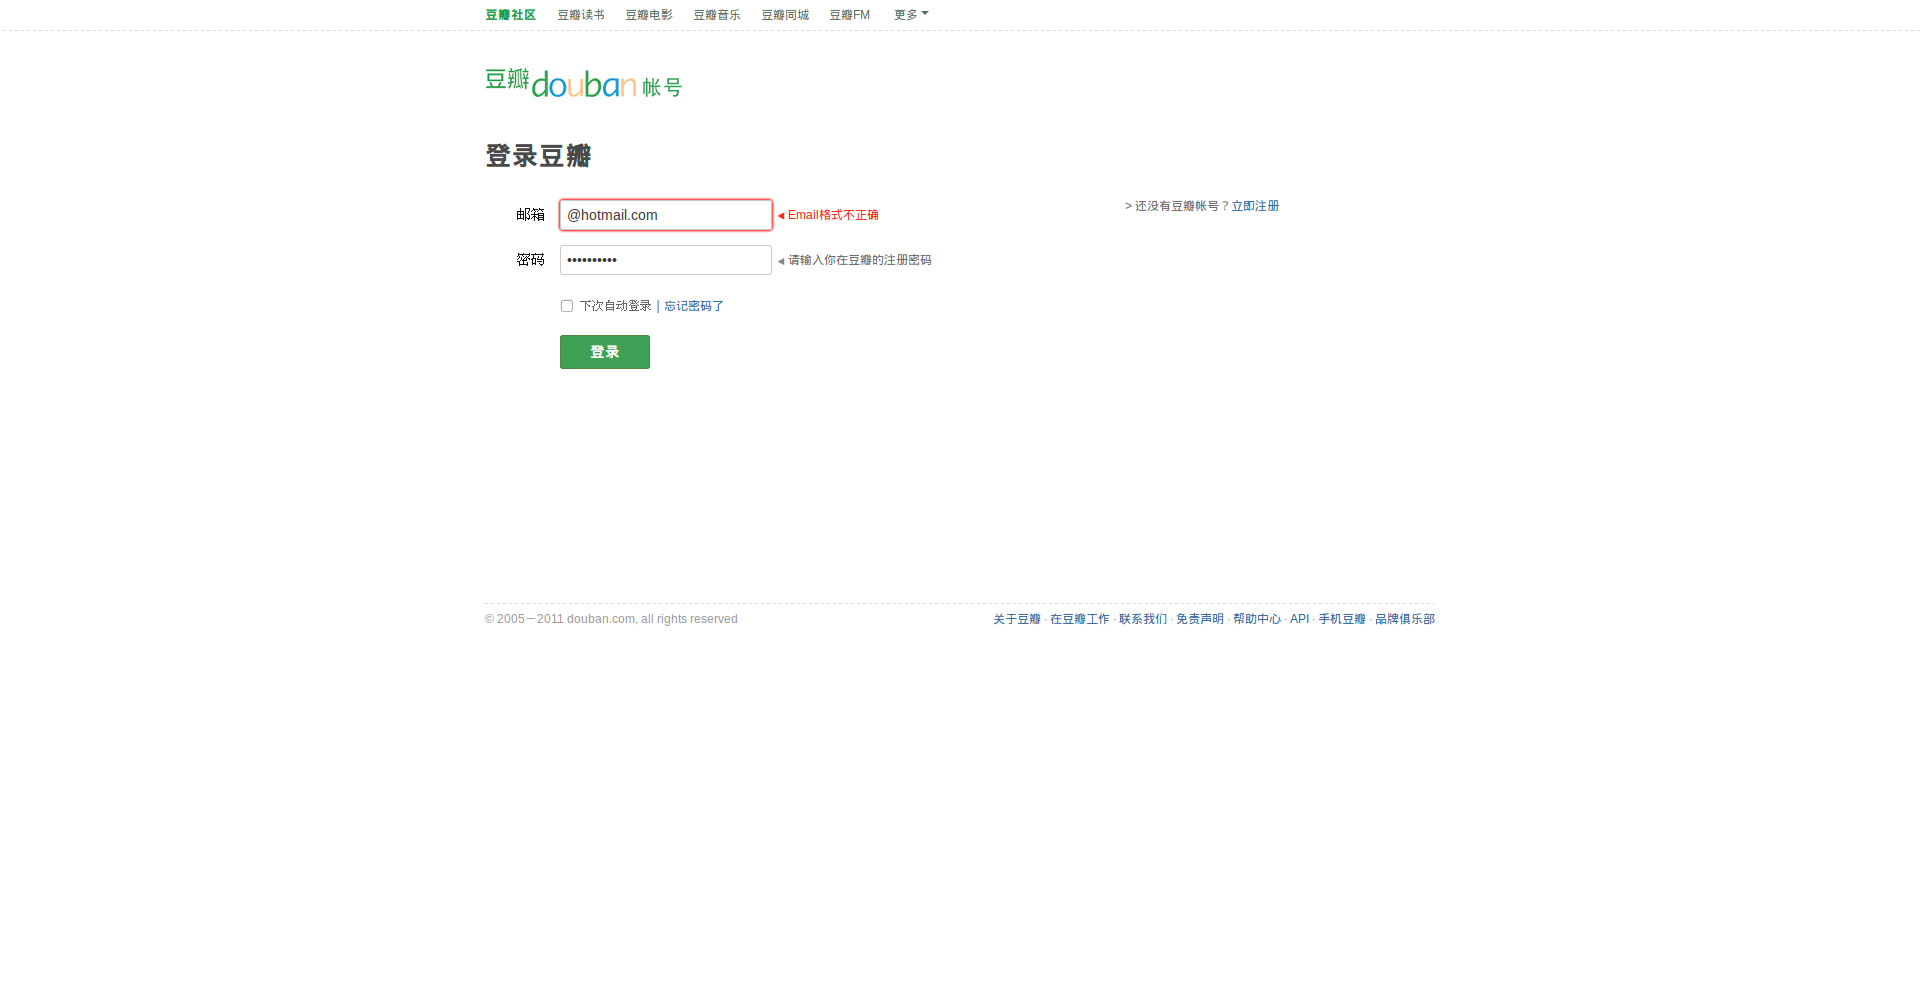 豆瓣社区 豆瓣读书 豆瓣电影 豆瓣音乐 豆瓣同城 豆瓣FM 更多
豆瓣douban 帐号
登录豆瓣
邮箱 @hotmail.com ◂ Email格式不正确
> 还没有豆瓣帐号？立即注册
密码 •••••••••• ◂ 请输入你在豆瓣的注册密码
下次自动登录 | 忘记密码了
登录
© 2005－2011 douban.com, all rights reserved 关于豆瓣 · 在豆瓣工作 · 联系我们 · 免责声明 · 帮助中心 · API · 手机豆瓣 · 品牌俱乐部